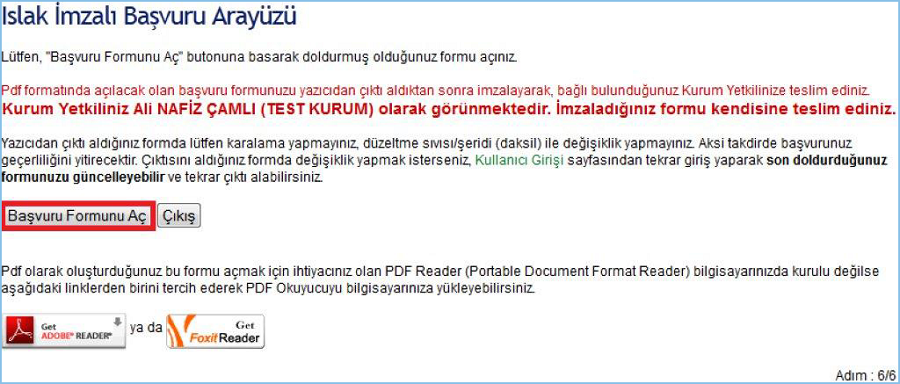 Islak İmzalı Başvuru Arayüzü
Lütfen, "Başvuru Formunu Aç" butonuna basarak doldurmuş olduğunuz formu açınız.
Pdf formatında açılacak olan başvuru formunuzu yazıcıdan çıktı aldıktan sonra imzalayarak, bağlı bulunduğunuz Kurum Yetkilinize teslim ediniz.
Kurum Yetkiliniz Ali NAFİZ ÇAMLI (TEST KURUM) olarak görünmektedir. İmzaladığınız formu kendisine teslim ediniz.
Yazıcıdan çıktı aldığınız formda lütfen karalama yapmayınız, düzeltme sıvısı/şeridi (daksil) ile değişiklik yapmayınız. Aksi takdirde başvurunuz
geçerliliğini yitirecektir. Çıktısını aldığınız formda değişiklik yapmak isterseniz, Kullanıcı Girişi sayfasından tekrar giriş yaparak son doldurduğunuz
formunuzu güncelleyebilir ve tekrar çıktı alabilirsiniz.
Başvuru Formunu Aç Çıkış
Pdf olarak oluşturduğunuz bu formu açmak için ihtiyacınız olan PDF Reader (Portable Document Format Reader) bilgisayarınızda kurulu değilse
aşağıdaki linklerden birini tercih ederek PDF Okuyucuyu bilgisayarınıza yükleyebilirsiniz.
Get
ADOBE® READER® ya da Get
Foxit Reader
Adım : 6/6